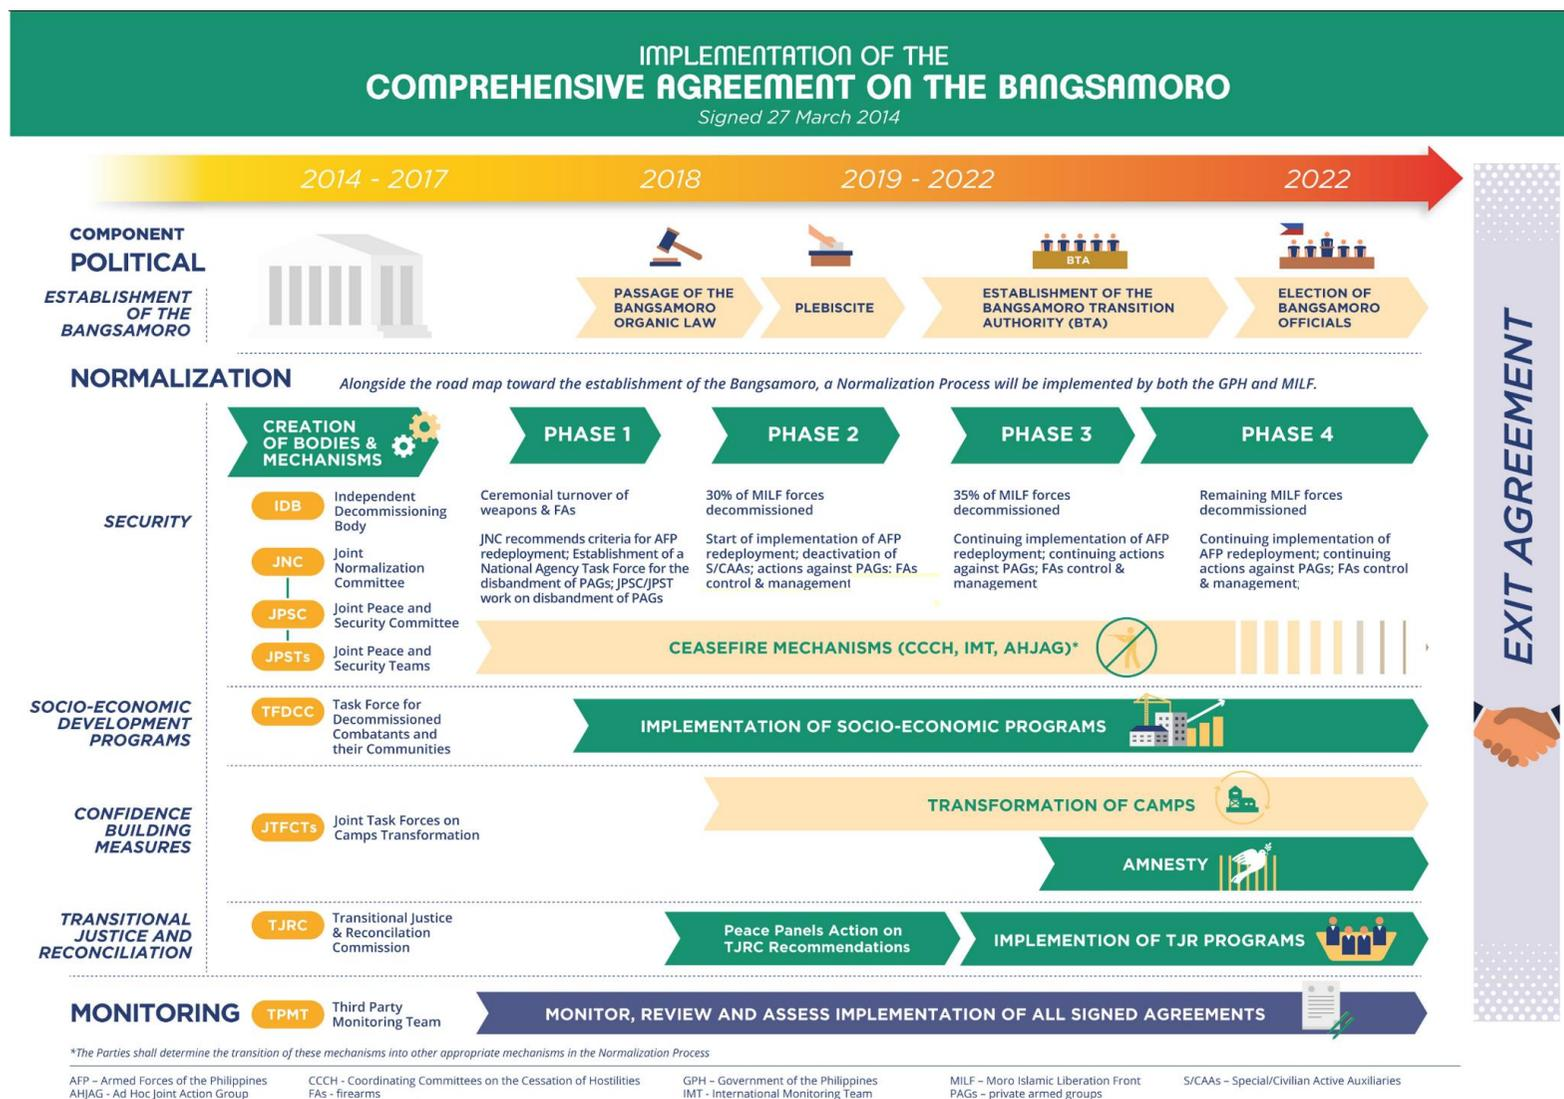 IMPLEMENTATION OF THE
COMPREHENSIVE AGREEMENT ON THE BANGSAMORO
Signed 27 March 2014
2014 - 2017
2018
2019 - 2022
2022
COMPONENT
POLITICAL
ESTABLISHMENT
OF THE
BANGSAMORO
PASSAGE OF THE
BANGSAMORO
ORGANIC LAW
PLEBISCITE
BTA
ESTABLISHMENT OF THE
BANGSAMORO TRANSITION
AUTHORITY (BTA)
ELECTION OF
BANGSAMORO
OFFICIALS
NORMALIZATION
Alongside the road map toward the establishment of the Bangsamoro, a Normalization Process will be implemented by both the GPH and MILF.
CREATION
OF BODIES &
MECHANISMS
PHASE 1
PHASE 2
PHASE 3
PHASE 4
SECURITY
IDB
Independent
Decommissioning
Body
JNC
Joint
Normalization
Committee
JPSC
Joint Peace and
Security Committee
JPSTs
Joint Peace and
Security Teams
Ceremonial turnover of
weapons & FAs
JNC recommends criteria for AFP
redeployment; Establishment of a
National Agency Task Force for the
disbandment of PAGs; JPSC/JPST
work on disbandment of PAGs
30% of MILF forces
decommissioned
Start of implementation of AFP
redeployment; deactivation of
S/CAAs; actions against PAGs: FAs
control & management
35% of MILF forces
decommissioned
Continuing implementation of AFP
redeployment; continuing actions
against PAGs; FAs control &
management
Remaining MILF forces
decommissioned
Continuing implementation of
AFP redeployment; continuing
actions against PAGs; FAs control
& management;
CEASEFIRE MECHANISMS (CCCH, IMT, AHJAG)*
SOCIO-ECONOMIC
DEVELOPMENT
PROGRAMS
TFDCC
Task Force for
Decommissioned
Combatants and
their Communities
IMPLEMENTATION OF SOCIO-ECONOMIC PROGRAMS
CONFIDENCE
BUILDING
MEASURES
JTFCTs
Joint Task Forces on
Camps Transformation
TRANSFORMATION OF CAMPS
AMNESTY
TRANSITIONAL
JUSTICE AND
RECONCILIATION
TJRC
Transitional Justice
& Reconcilation
Commission
Peace Panels Action on
TJRC Recommendations
IMPLEMENTION OF TJR PROGRAMS
MONITORING
TPMT
Third Party
Monitoring Team
MONITOR, REVIEW AND ASSESS IMPLEMENTATION OF ALL SIGNED AGREEMENTS
EXIT AGREEMENT
*The Parties shall determine the transition of these mechanisms into other appropriate mechanisms in the Normalization Process
AFP – Armed Forces of the Philippines
AHJAG - Ad Hoc Joint Action Group
CCCH - Coordinating Committees on the Cessation of Hostilities
FAs - firearms
GPH – Government of the Philippines
IMT - International Monitoring Team
MILF – Moro Islamic Liberation Front
PAGs – private armed groups
S/CAAs – Special/Civilian Active Auxiliaries